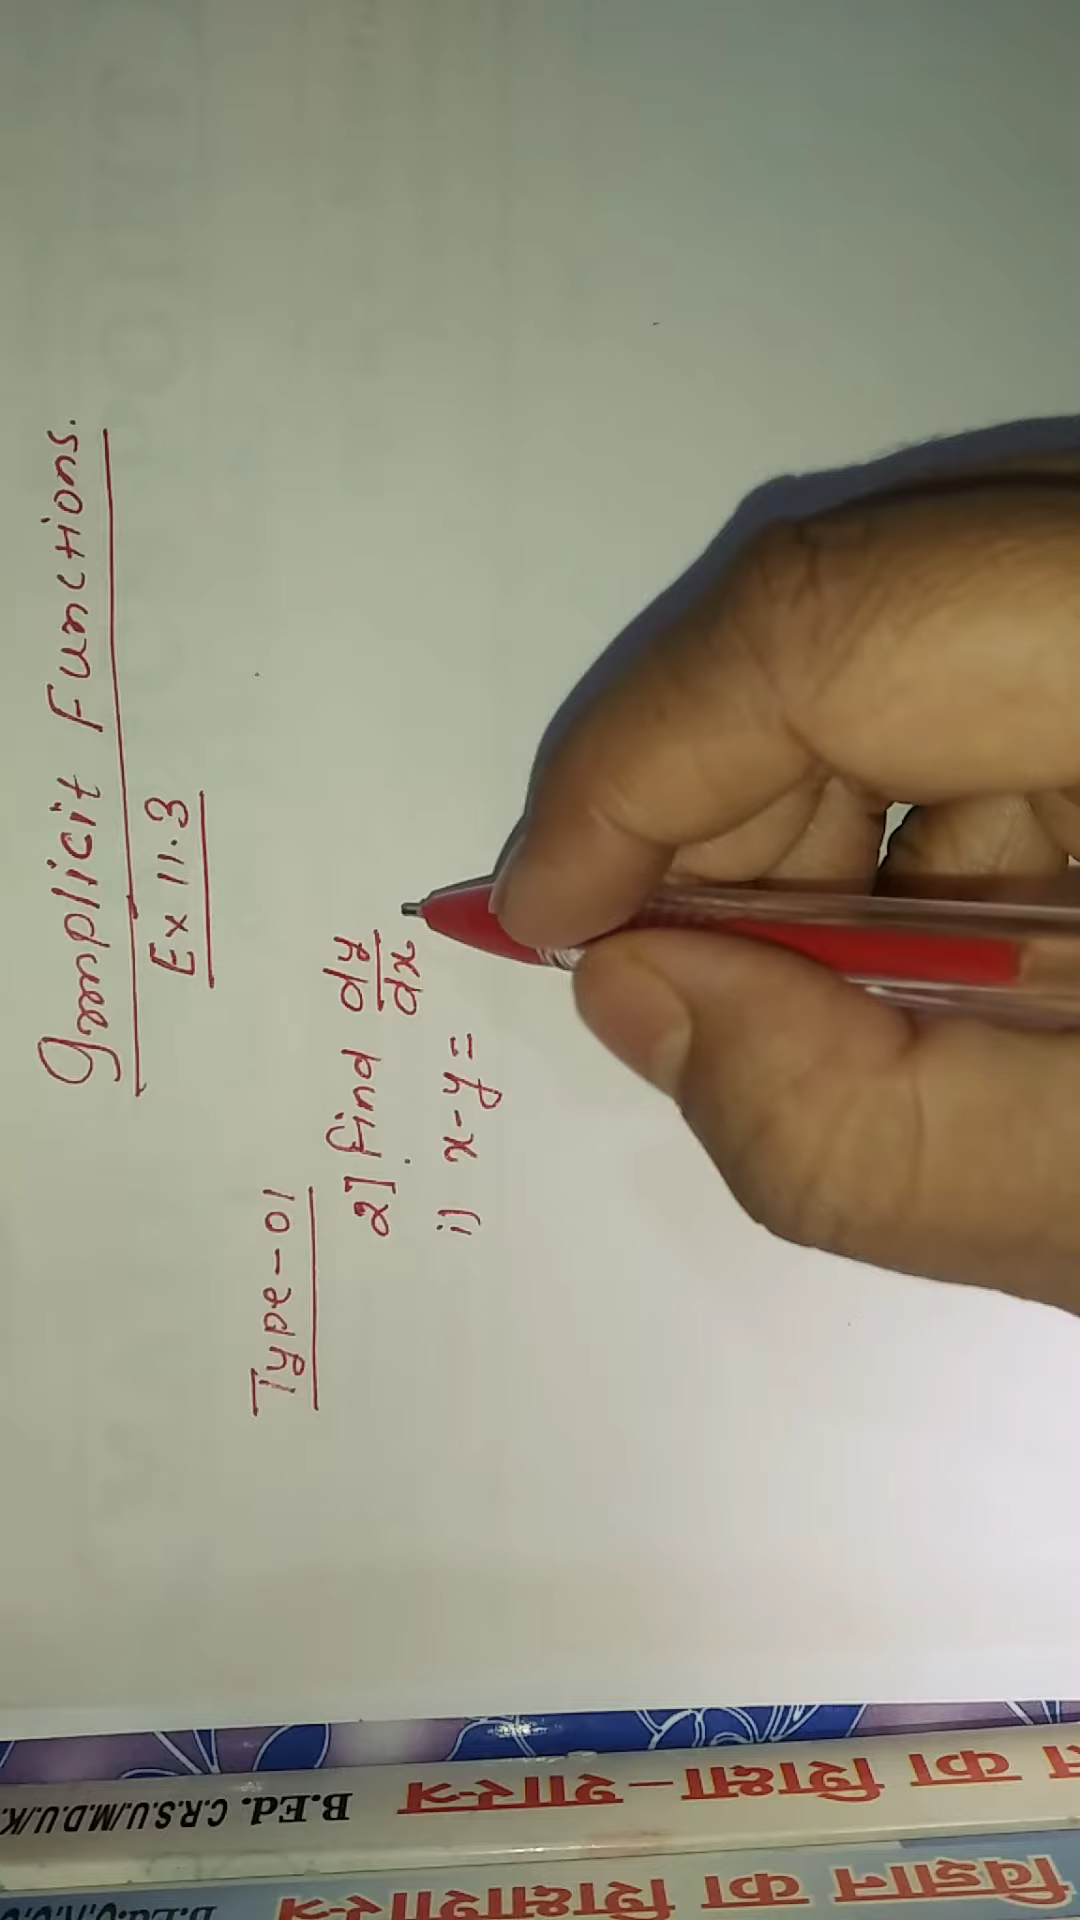 Implicit Functions.
Ex 11.3
Type-01
2] Find dy/dx
i) x-y=
B.Ed. C.R.S.U./M.D.U./K.
का शिक्षा-शास्त्र
विज्ञान का शिक्षाशास्त्र